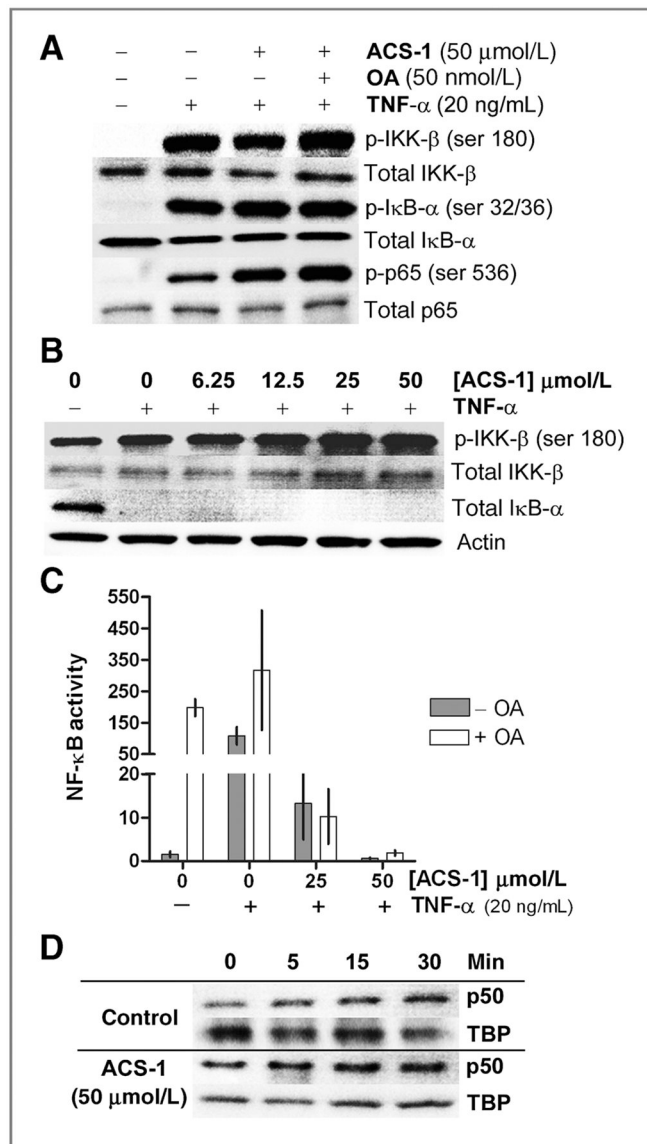 A
– – + + ACS-1 (50 μmol/L)
– – – + OA (50 nmol/L)
– + + + TNF-α (20 ng/mL)
p-IKK-β (ser 180)
Total IKK-β
p-IκB-α (ser 32/36)
Total IκB-α
p-p65 (ser 536)
Total p65
B
0 0 6.25 12.5 25 50 [ACS-1] μmol/L
– + + + + + TNF-α
p-IKK-β (ser 180)
Total IKK-β
Total IκB-α
Actin
C
NF-κB activity
550
450
350
250
150
50
20
10
0
– OA
+ OA
0 0 25 50 [ACS-1] μmol/L
– + + + TNF-α (20 ng/mL)
D
0 5 15 30 Min
Control
p50
TBP
ACS-1
(50 μmol/L)
p50
TBP